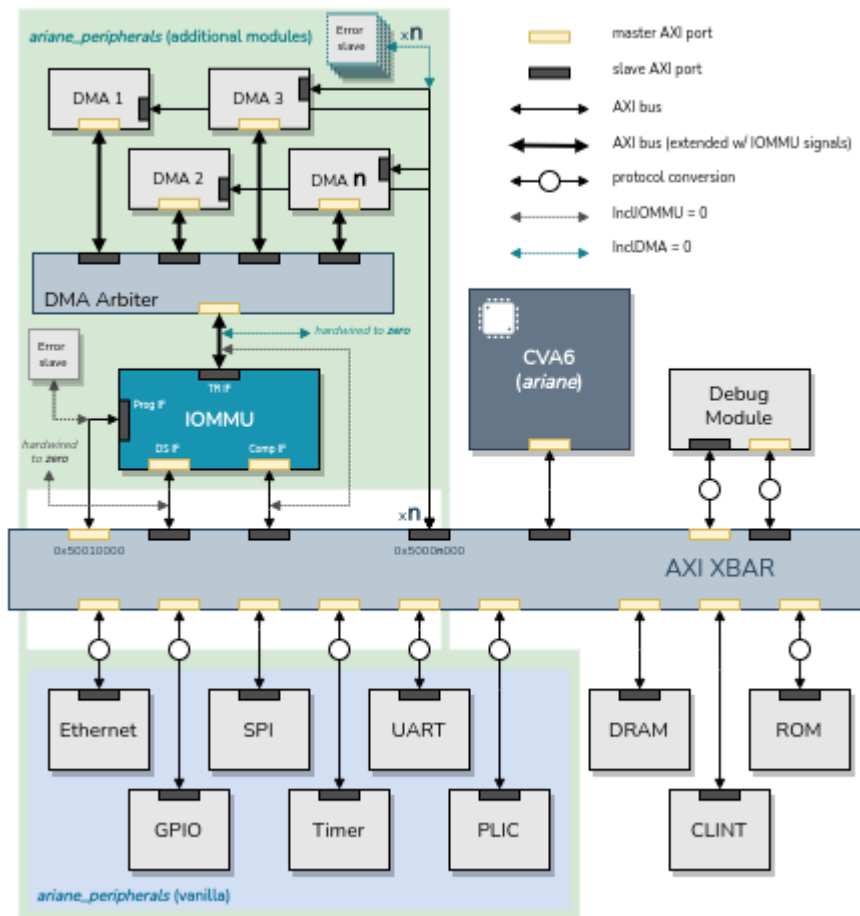 ariane_peripherals (additional modules)
Error
slave
xn
master AXI port
slave AXI port
AXI bus
AXI bus (extended w/ IOMMU signals)
protocol conversion
InclIOMMU = 0
InclDMA = 0
DMA 1
DMA 3
DMA 2
DMA n
DMA Arbiter
hardwired to zero
Error
slave
TR IF
Prog IF
IOMMU
DS IF
Comp IF
hardwired
to zero
CVA6
(ariane)
Debug
Module
xn
0x50010000
0x5000n000
AXI XBAR
Ethernet
SPI
UART
DRAM
ROM
GPIO
Timer
PLIC
CLINT
ariane_peripherals (vanilla)